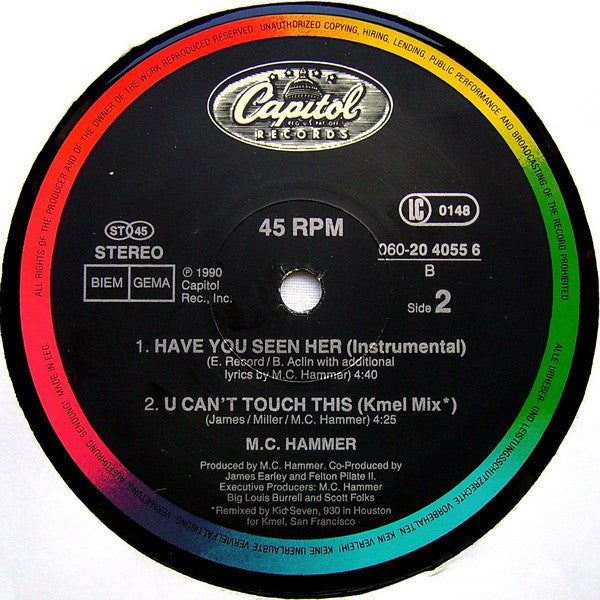 ALL RIGHTS OF THE PRODUCER AND OF THE OWNER OF THE WORK REPRODUCED RESERVED. UNAUTHORIZED COPYING, HIRING, LENDING, PUBLIC PERFORMANCE AND BROADCASTING OF THE RECORD PROHIBITED.
Capitol
REG. U.S. PAT. OFF.
RECORDS
ST 45
STEREO
BIEM GEMA
℗ 1990
Capitol
Rec., Inc.
45 RPM
LC 0148
060-20 4055 6
B
Side 2
1. HAVE YOU SEEN HER (Instrumental)
(E. Record / B. Aclin with additional
lyrics by M.C. Hammer) 4:40
2. U CAN'T TOUCH THIS (Kmel Mix*)
(James / Miller / M.C. Hammer) 4:25
M.C. HAMMER
Produced by M.C. Hammer. Co-Produced by
James Earley and Felton Pilate II.
Executive Producers: M.C. Hammer
Big Louis Burrell and Scott Folks
*Remixed by Kid Seven, 930 in Houston
for Kmel, San Francisco
ALLE URHEBER- UND LEISTUNGSSCHUTZRECHTE VORBEHALTEN. KEIN VERLEIH! KEINE UNERLAUBTE VERVIELFÄLTIGUNG, VERMIETUNG, AUFFÜHRUNG, SENDUNG! MADE IN EEC.